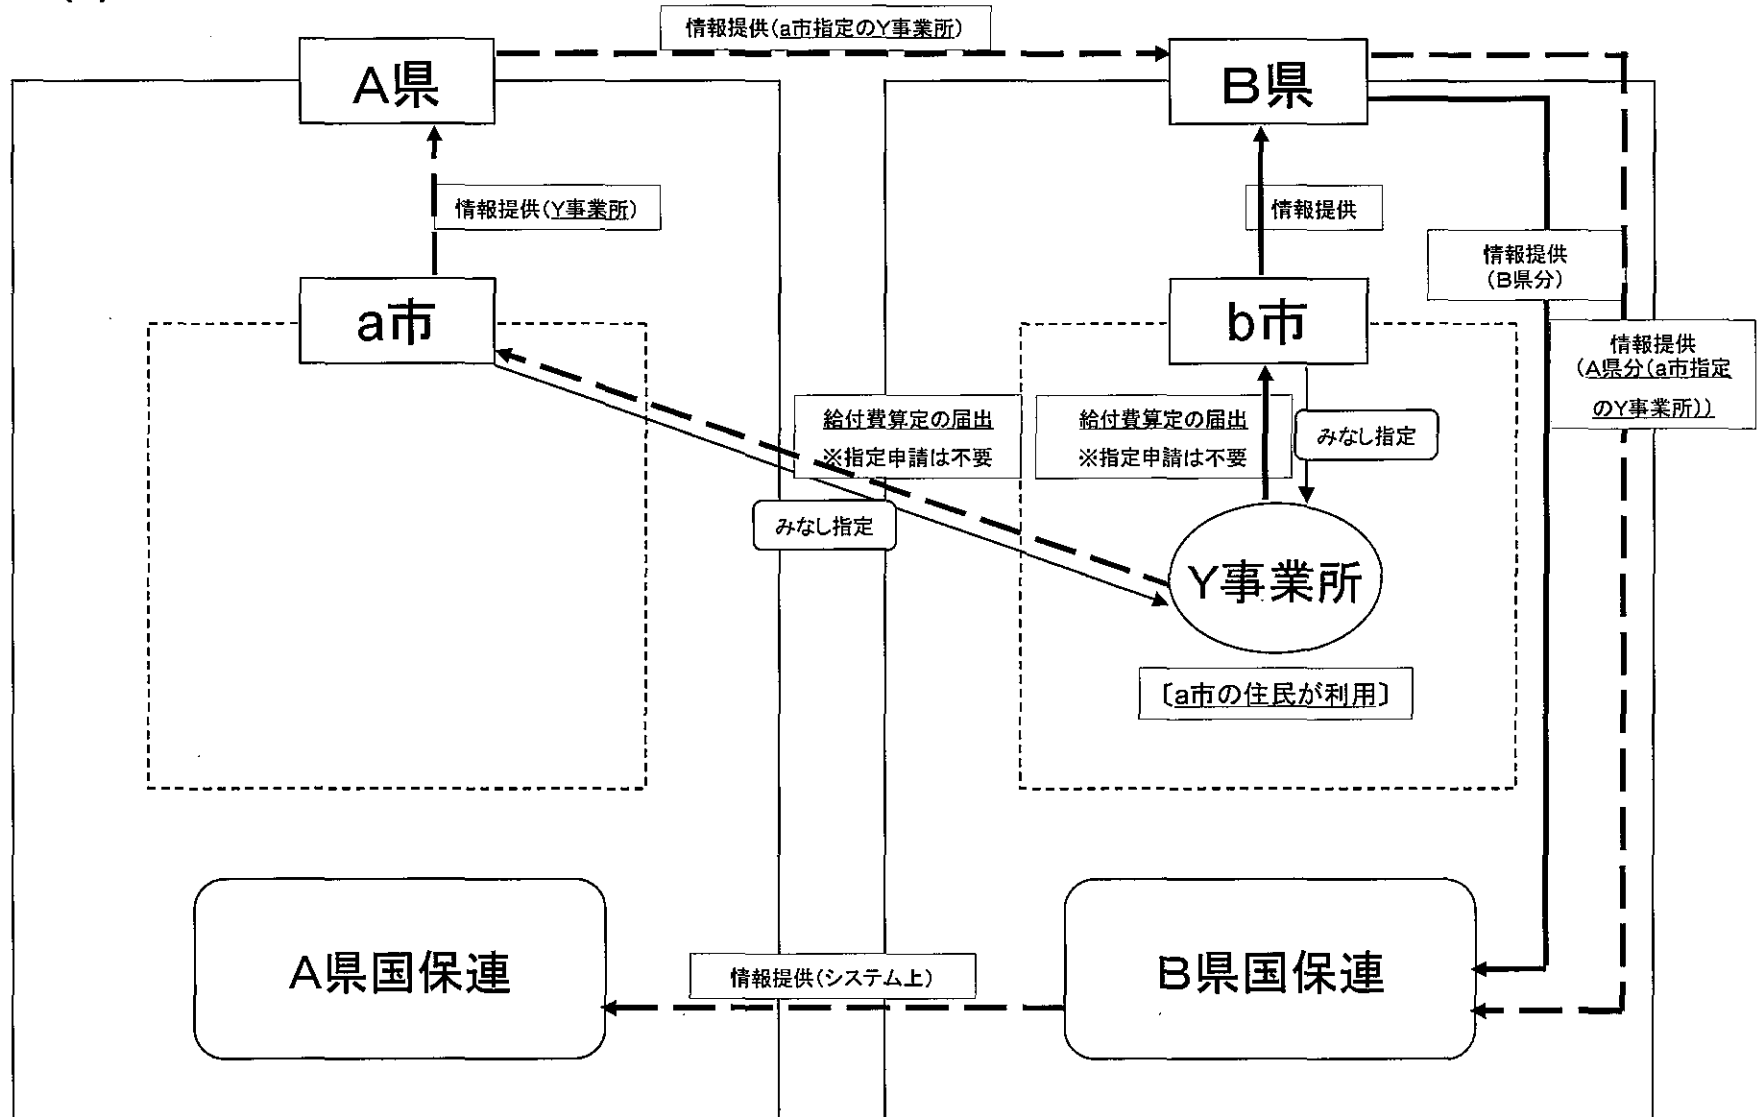 情報提供(a市指定のY事業所)
A県
B県
情報提供(Y事業所)
情報提供
情報提供
(B県分)
a市
b市
情報提供
(A県分(a市指定
のY事業所))
給付費算定の届出
※指定申請は不要
給付費算定の届出
※指定申請は不要
みなし指定
みなし指定
Y事業所
〔a市の住民が利用〕
A県国保連
情報提供(システム上)
B県国保連